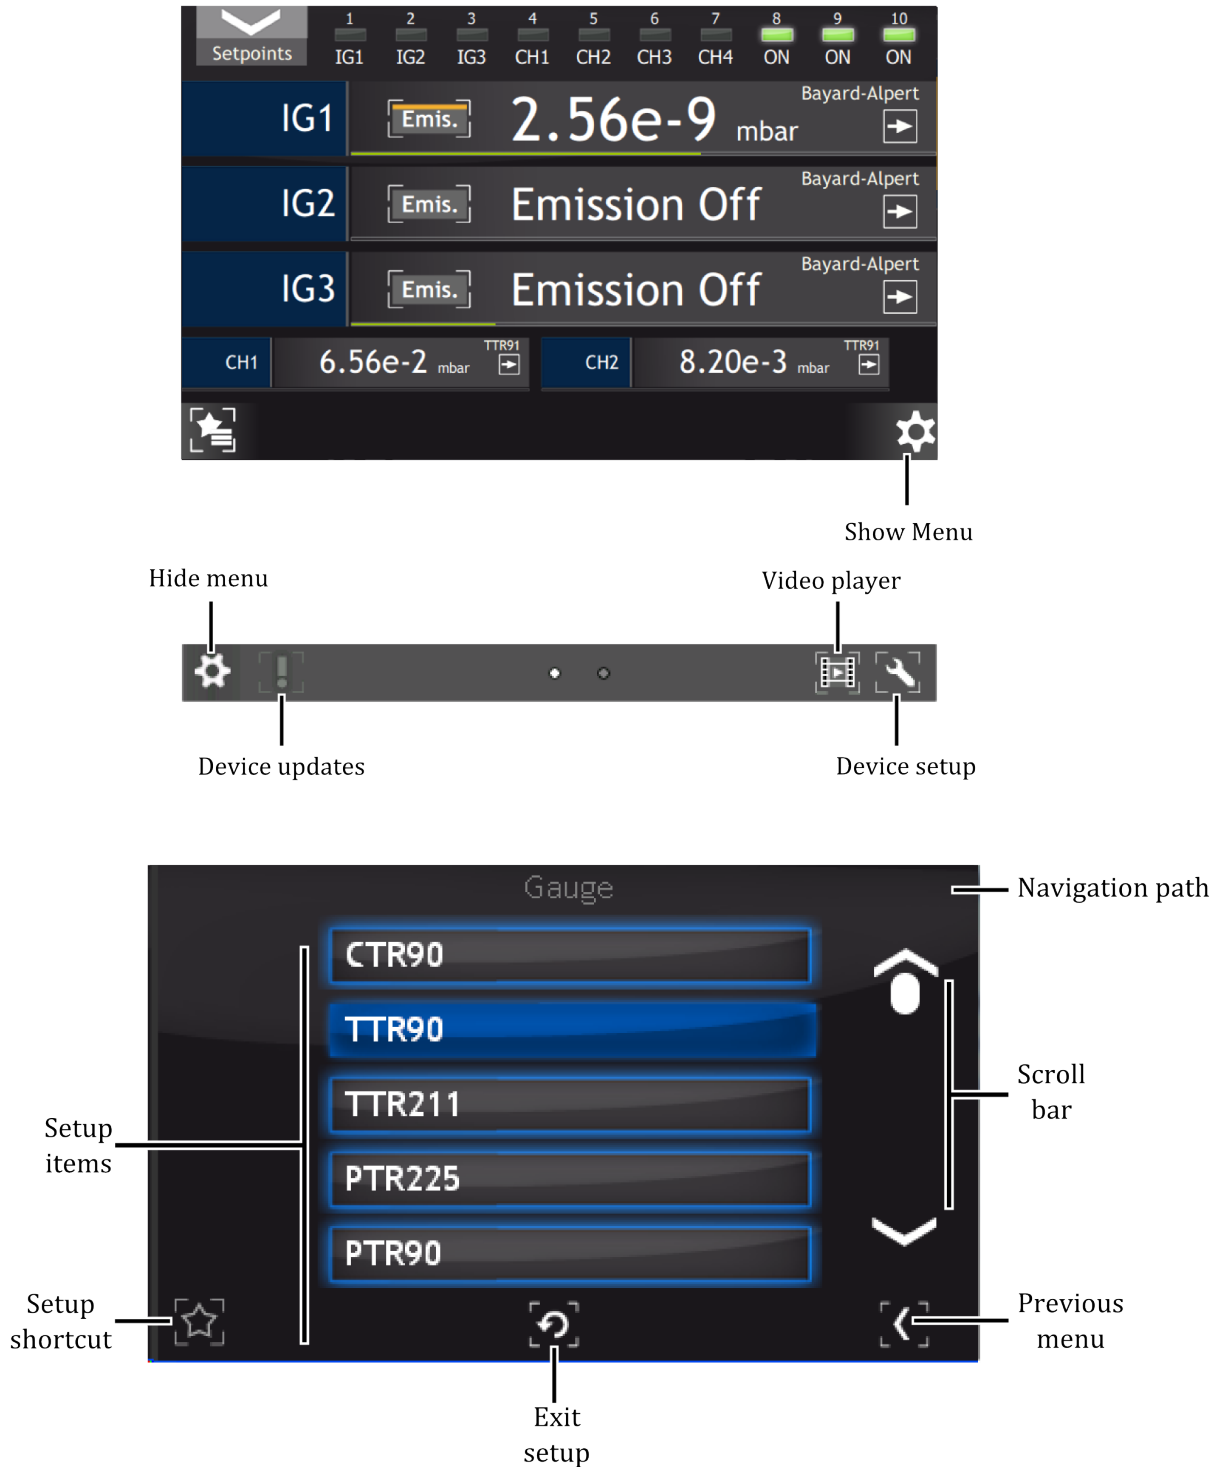 1 2 3 4 5 6 7 8 9 10
Setpoints IG1 IG2 IG3 CH1 CH2 CH3 CH4 ON ON ON
Bayard-Alpert
IG1 Emis. 2.56e-9 mbar
Bayard-Alpert
IG2 Emis. Emission Off
Bayard-Alpert
IG3 Emis. Emission Off
TTR91 TTR91
CH1 6.56e-2 mbar CH2 8.20e-3 mbar
Show Menu
Hide menu Video player
Device updates Device setup
Gauge
Navigation path
CTR90
TTR90
TTR211
PTR225
PTR90
Scroll
bar
Setup
items
Setup
shortcut
Previous
menu
Exit
setup